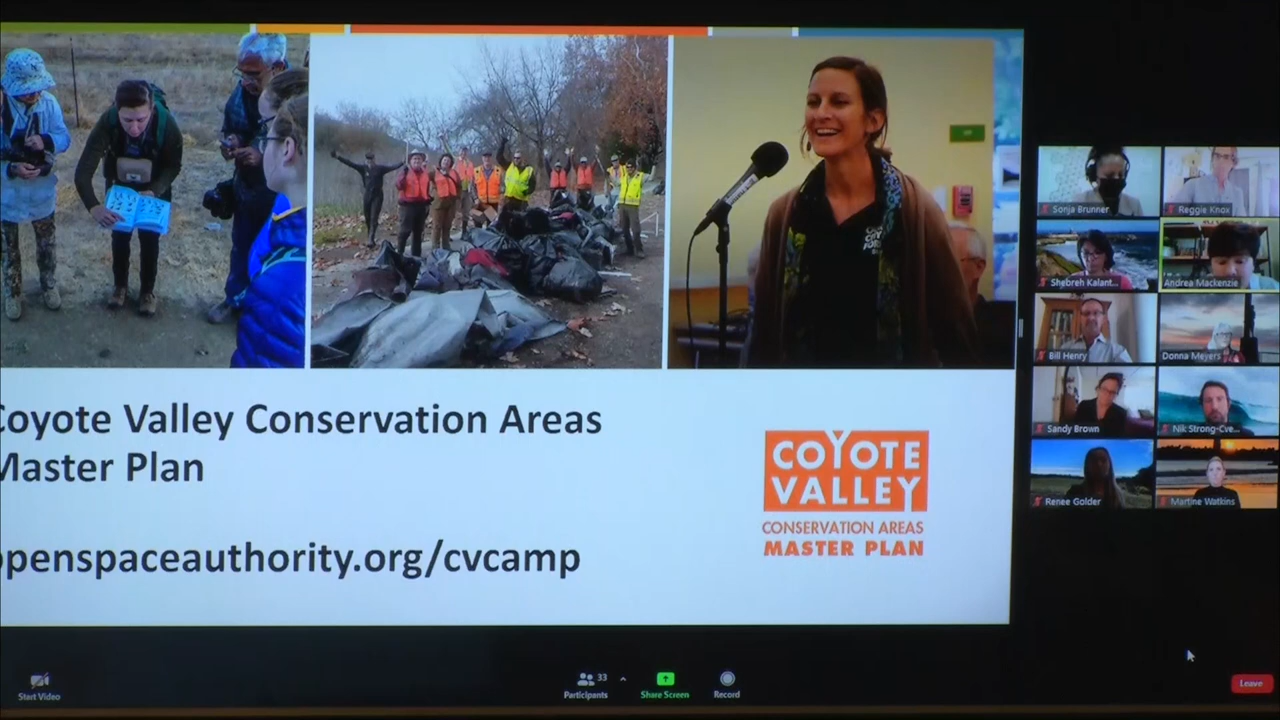 Coyote Valley Conservation Areas
Master Plan
openspaceauthority.org/cvcamp
COYOTE
VALLEY
CONSERVATION AREAS
MASTER PLAN
Sonja Brunner
Reggie Knox
Shebreh Kalant...
Andrea Mackenzie
Bill Henry
Donna Meyers
Sandy Brown
Nik Strong-Cve...
Renee Golder
Martine Watkins
Start Video
33
Participants
Share Screen
Record
Leave